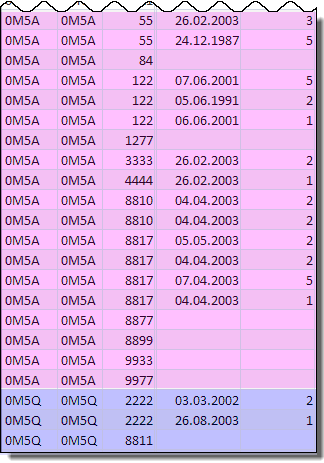 0M5A 0M5A 55 26.02.2003 3
0M5A 0M5A 55 24.12.1987 5
0M5A 0M5A 84
0M5A 0M5A 122 07.06.2001 5
0M5A 0M5A 122 05.06.1991 2
0M5A 0M5A 122 06.06.2001 1
0M5A 0M5A 1277
0M5A 0M5A 3333 26.02.2003 2
0M5A 0M5A 4444 26.02.2003 1
0M5A 0M5A 8810 04.04.2003 2
0M5A 0M5A 8810 04.04.2003 2
0M5A 0M5A 8817 05.05.2003 2
0M5A 0M5A 8817 04.04.2003 2
0M5A 0M5A 8817 07.04.2003 5
0M5A 0M5A 8817 04.04.2003 1
0M5A 0M5A 8877
0M5A 0M5A 8899
0M5A 0M5A 9933
0M5A 0M5A 9977
0M5Q 0M5Q 2222 03.03.2002 2
0M5Q 0M5Q 2222 26.08.2003 1
0M5Q 0M5Q 8811